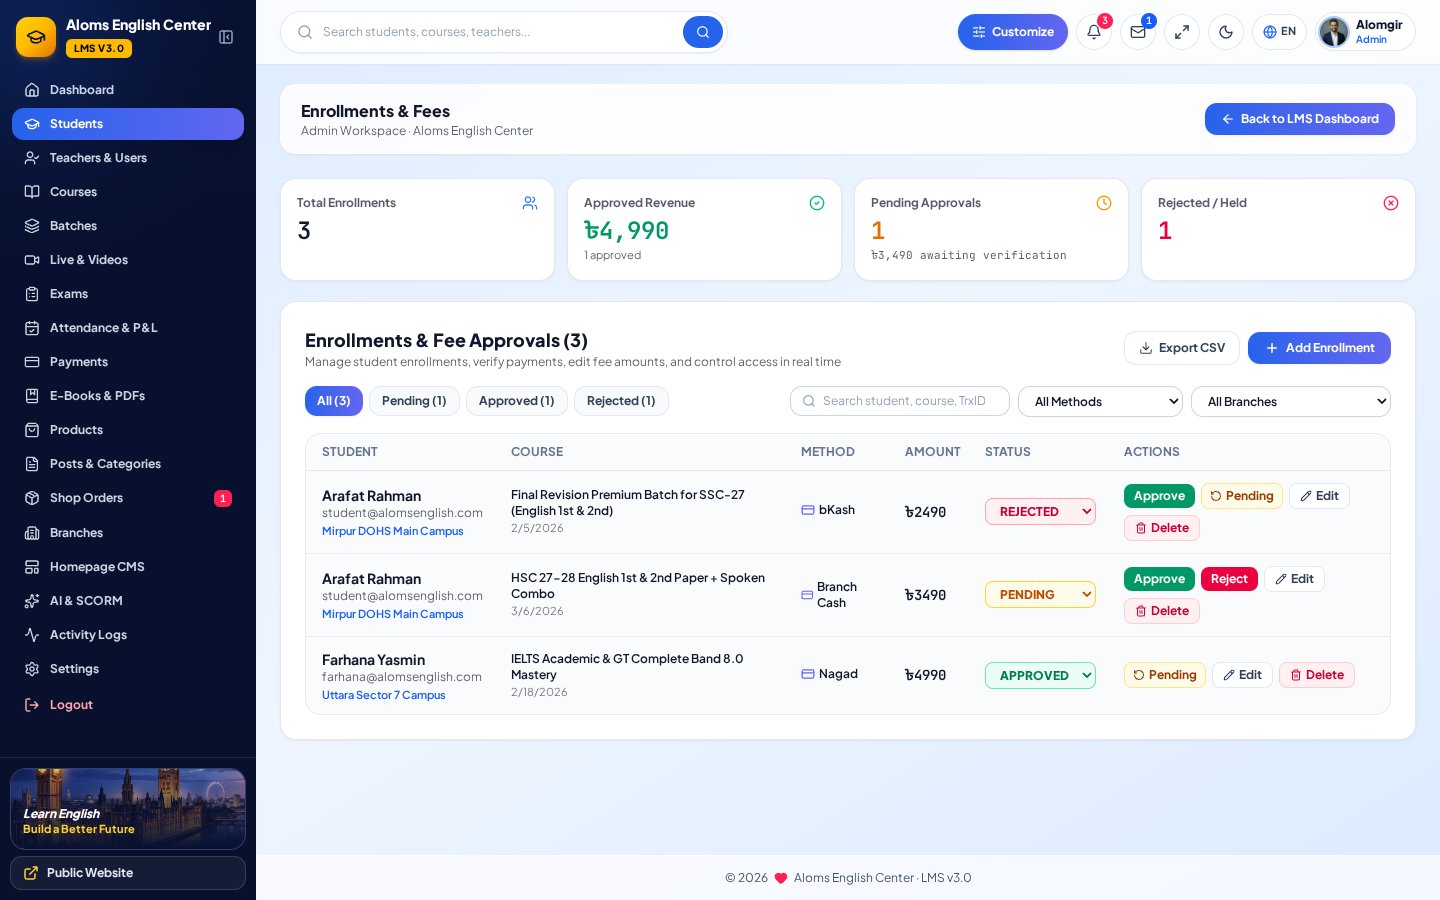 Aloms English Center
LMS V3.0
Dashboard
Students
Teachers & Users
Courses
Batches
Live & Videos
Exams
Attendance & P&L
Payments
E-Books & PDFs
Products
Posts & Categories
Shop Orders
1
Branches
Homepage CMS
AI & SCORM
Activity Logs
Settings
Logout
Learn English
Build a Better Future
Public Website
Search students, courses, teachers...
Customize
3
1
EN
Alomgir
Admin
Enrollments & Fees
Admin Workspace · Aloms English Center
Back to LMS Dashboard
Total Enrollments
3
Approved Revenue
৳4,990
1 approved
Pending Approvals
1
৳3,490 awaiting verification
Rejected / Held
1
Enrollments & Fee Approvals (3)
Manage student enrollments, verify payments, edit fee amounts, and control access in real time
Export CSV
Add Enrollment
All (3)
Pending (1)
Approved (1)
Rejected (1)
Search student, course, TrxID
All Methods
All Branches
STUDENT COURSE METHOD AMOUNT STATUS ACTIONS
Arafat Rahman
student@alomsenglish.com
Mirpur DOHS Main Campus
Final Revision Premium Batch for SSC-27
(English 1st & 2nd)
2/5/2026
bKash
৳2490
REJECTED
Approve
Pending
Edit
Delete
Arafat Rahman
student@alomsenglish.com
Mirpur DOHS Main Campus
HSC 27–28 English 1st & 2nd Paper + Spoken
Combo
3/6/2026
Branch
Cash
৳3490
PENDING
Approve
Reject
Edit
Delete
Farhana Yasmin
farhana@alomsenglish.com
Uttara Sector 7 Campus
IELTS Academic & GT Complete Band 8.0
Mastery
2/18/2026
Nagad
৳4990
APPROVED
Pending
Edit
Delete
© 2026 Aloms English Center · LMS v3.0